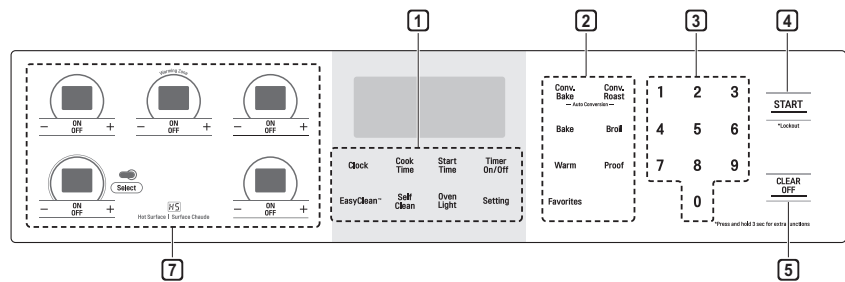 1
2
3
4
Warming Zone
ON
OFF
- +
ON
OFF
- +
ON
OFF
- +
Select
ON
OFF
- +
HS
Hot Surface | Surface Chaude
ON
OFF
- +
Clock
Cook
Time
Start
Time
Timer
On/Off
EasyClean™
Self
Clean
Oven
Light
Setting
Conv.
Bake
Conv.
Roast
Auto Conversion
Bake
Broil
Warm
Proof
Favorites
1 2 3
4 5 6
7 8 9
0
START
*Lockout
CLEAR
OFF
*Press and hold 3 sec for extra functions
7
5